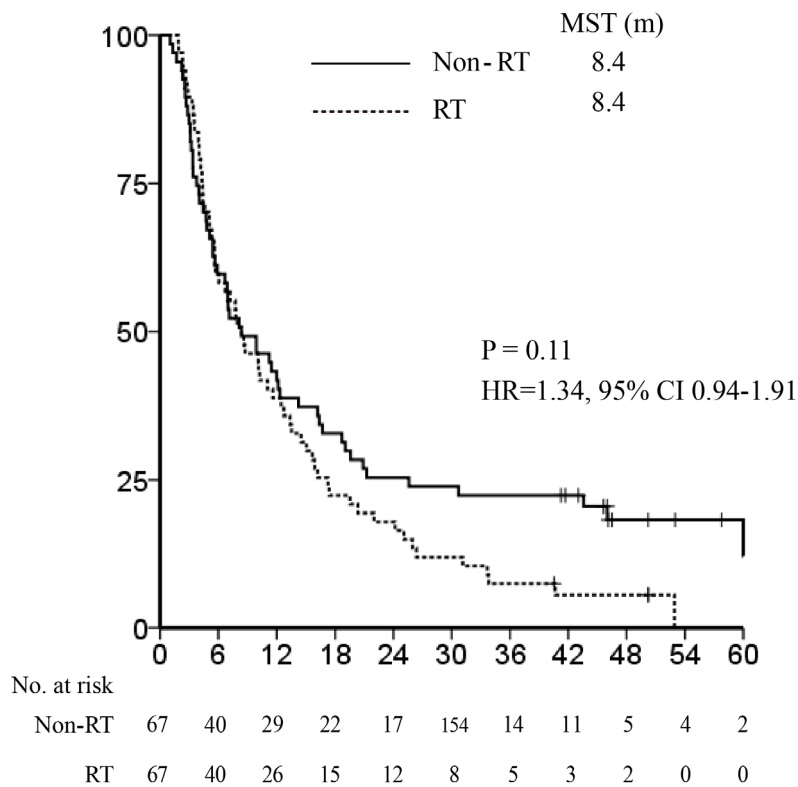 MST (m)
Non-RT 8.4
RT 8.4
100
75
50
25
0
P = 0.11
HR=1.34, 95% CI 0.94-1.91
0 6 12 18 24 30 36 42 48 54 60
No. at risk
Non-RT 67 40 29 22 17 154 14 11 5 4 2
RT 67 40 26 15 12 8 5 3 2 0 0